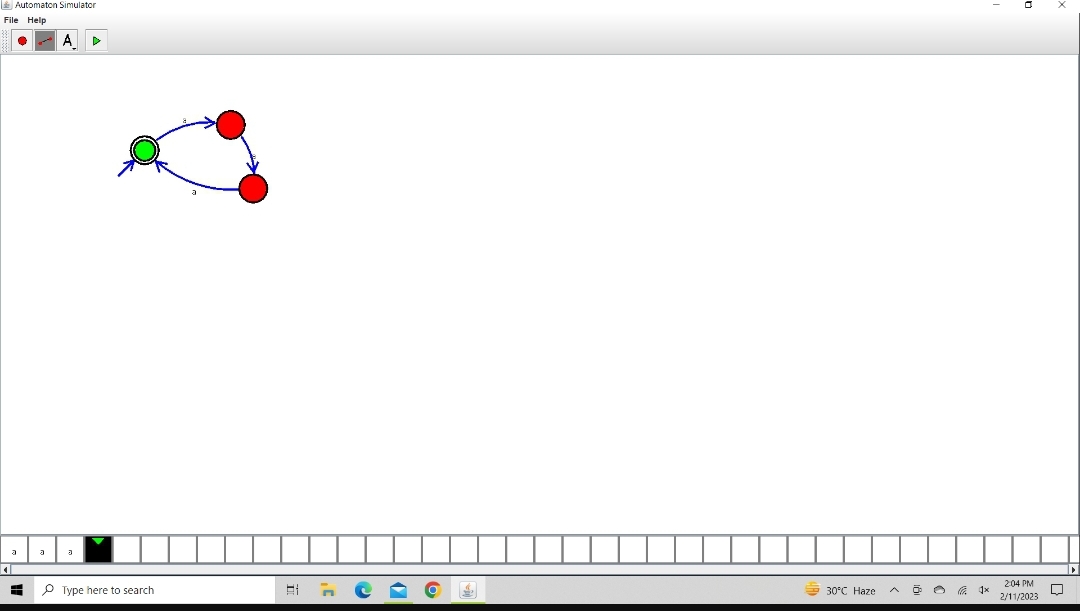 Automaton Simulator
File Help
A
a
a
a
a a a
Type here to search
30°C Haze
2:04 PM
2/11/2023